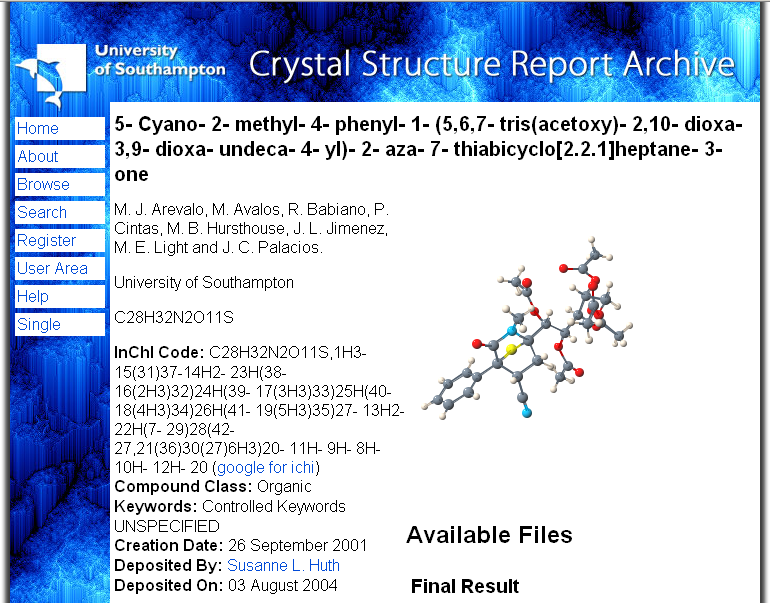 University
of Southampton
Crystal Structure Report Archive
Home
About
Browse
Search
Register
User Area
Help
Single
5- Cyano- 2- methyl- 4- phenyl- 1- (5,6,7- tris(acetoxy)- 2,10- dioxa-
3,9- dioxa- undeca- 4- yl)- 2- aza- 7- thiabicyclo[2.2.1]heptane- 3-
one
M. J. Arevalo, M. Avalos, R. Babiano, P.
Cintas, M. B. Hursthouse, J. L. Jimenez,
M. E. Light and J. C. Palacios.
University of Southampton
C28H32N2O11S
InChI Code: C28H32N2O11S,1H3-
15(31)37-14H2- 23H(38-
16(2H3)32)24H(39- 17(3H3)33)25H(40-
18(4H3)34)26H(41- 19(5H3)35)27- 13H2-
22H(7- 29)28(42-
27,21(36)30(27)6H3)20- 11H- 9H- 8H-
10H- 12H- 20 (google for ichi)
Compound Class: Organic
Keywords: Controlled Keywords
UNSPECIFIED
Creation Date: 26 September 2001
Deposited By: Susanne L. Huth
Deposited On: 03 August 2004
Available Files
Final Result